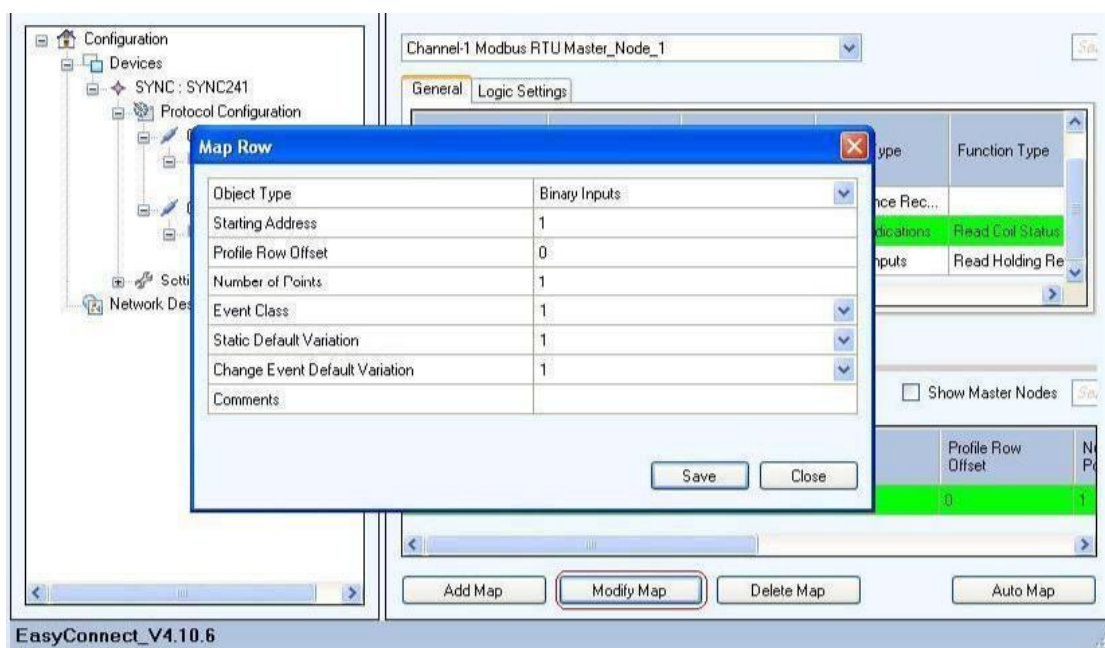 Configuration
Devices
SYNC : SYNC241
Protocol Configuration
Network Des
Channel-1 Modbus RTU Master_Node_1
General
Logic Settings
ype
Function Type
nce Rec...
dications
Read Coil Status
nputs
Read Holding Re
Map Row
Object Type
Binary Inputs
Starting Address
1
Profile Row Offset
0
Number of Points
1
Event Class
1
Static Default Variation
1
Change Event Default Variation
1
Comments
Save
Close
Show Master Nodes
Profile Row
Offset
0
1
Add Map
Modify Map
Delete Map
Auto Map
EasyConnect_V4.10.6